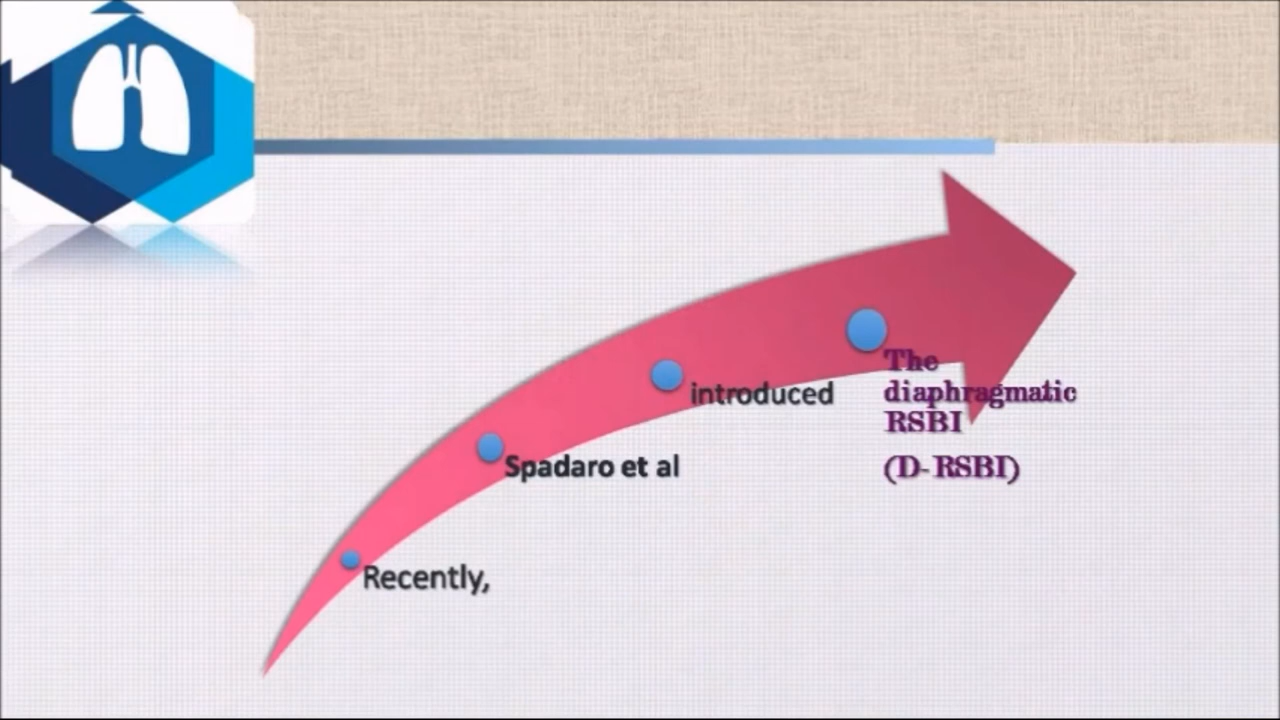 Recently,
Spadaro et al
introduced
The
diaphragmatic
RSBI
(D- RSBI)